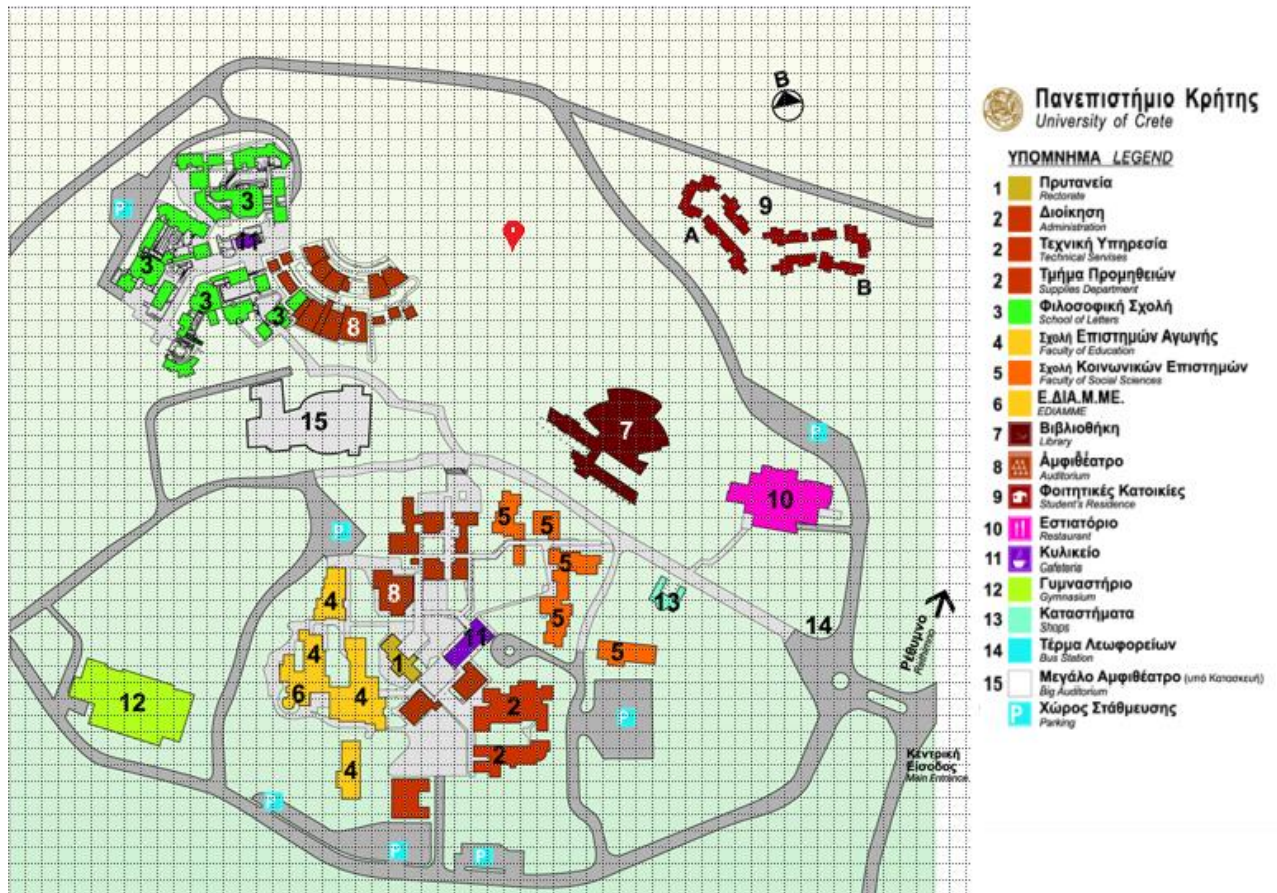 B
Πανεπιστήμιο Κρήτης
University of Crete
ΥΠΟΜΝΗΜΑ LEGEND
1 Πρυτανεία
Rectorate
2 Διοίκηση
Administration
2 Τεχνική Υπηρεσία
Technical Servises
2 Τμήμα Προμηθειών
Supplies Department
3 Φιλοσοφική Σχολή
School of Letters
4 Σχολή Επιστημών Αγωγής
Faculty of Education
5 Σχολή Κοινωνικών Επιστημών
Faculty of Social Sciences
6 Ε.ΔΙΑ.Μ.ΜΕ.
EDIAMME
7 Βιβλιοθήκη
Library
8 Αμφιθέατρο
Auditorium
9 Φοιτητικές Κατοικίες
Student's Residence
10 Εστιατόριο
Restaurant
11 Κυλικείο
Cafeteria
12 Γυμναστήριο
Gymnasium
13 Καταστήματα
Shops
14 Τέρμα Λεωφορείων
Bus Station
15 Μεγάλο Αμφιθέατρο (υπό Κατασκευή)
Big Auditorium
P Χώρος Στάθμευσης
Parking
3
P
9
A
B
3
11
3
3
8
15
7
P
10
5
5
P
5
8
4
13
5
14
Ρέθυμνο
Rethimno
11
1
4
5
6
4
12
2
P
2
4
Κεντρική
Είσοδος
Main Entrance
P
P
P